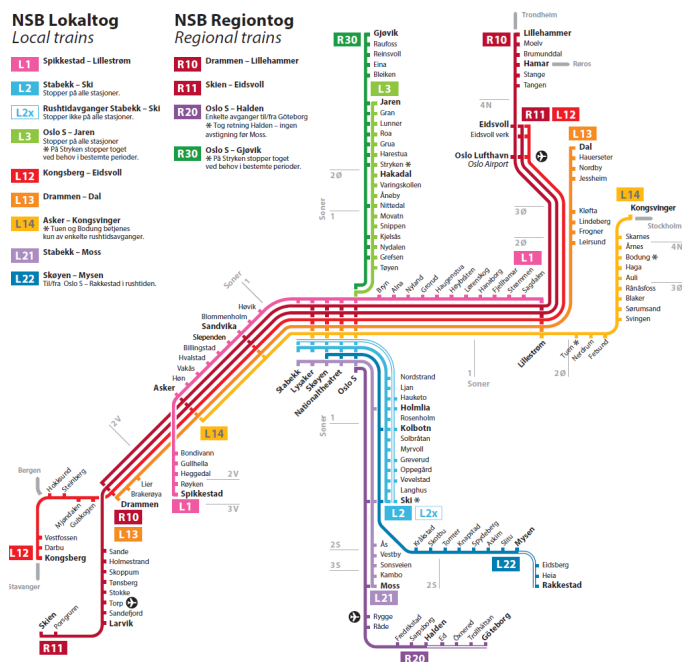 NSB Lokaltog
Local trains
L1 Spikkestad – Lillestrøm
L2 Stabekk – Ski
Stopper på alle stasjoner.
L2x Rushtidavganger Stabekk – Ski
Stopper ikke på alle stasjoner.
L3 Oslo S – Jaren
Stopper på alle stasjoner
* På Stryken stopper toget
ved behov i bestemte perioder.
L12 Kongsberg – Eidsvoll
L13 Drammen – Dal
L14 Asker – Kongsvinger
* Tuen og Bodung betjenes
kun av enkelte rushtidsavganger.
L21 Stabekk – Moss
L22 Skøyen – Mysen
Til/fra Oslo S – Rakkestad i rushtiden.
NSB Regiontog
Regional trains
R10 Drammen – Lillehammer
R11 Skien – Eidsvoll
R20 Oslo S – Halden
Enkelte avganger til/fra Göteborg
* Tog retning Halden – ingen
avstigning før Moss.
R30 Oslo S – Gjøvik
På Stryken stopper toget
ved behov i bestemte perioder.
R30
Gjøvik
Raufoss
Reinsvoll
Eina
Bleiken
L3
Jaren
Gran
Lunner
Roa
Grua
Harestua
Stryken *
Hakadal
Varingskollen
Åneby
Nittedal
Movatn
Snippen
Kjelsås
Nydalen
Grefsen
Tøyen
2Ø
Soner
1
Trondheim
R10
Lillehammer
Moelv
Brumunddal
Hamar
Røros
Stange
Tangen
4N
Eidsvoll
Eidsvoll verk
Oslo Lufthavn
Oslo Airport
R11
L12
L13
Dal
Hauerseter
Nordby
Jessheim
3Ø
2Ø
Kløfta
Lindeberg
Frogner
Leirsund
L14
Kongsvinger
Stockholm
Skarnes
Årnes
Bodung *
Haga
Auli
Rånåsfoss
Blaker
Sørumsand
Svingen
4N
3Ø
L1
Bryn
Alna
Nyland
Grorud
Haugenstua
Høybråten
Lørenskog
Hanaborg
Fjellhamar
Strømmen
Sagdalen
Lillestrøm
Tuen *
Nerdrum
Fetsund
1
Soner
2Ø
Soner
1
Høvik
Blommenholm
Sandvika
Slependen
Billingstad
Hvalstad
Vakås
Høn
Asker
2V
L14
Stabekk
Lysaker
Skøyen
Nationaltheatret
Oslo S
Soner
1
Bondivann
Gullhella
Heggedal
Røyken
Spikkestad
2V
3V
L1
Nordstrand
Ljan
Hauketo
Holmlia
Rosenholm
Kolbotn
Solbråtan
Myrvoll
Greverud
Oppegård
Vevelstad
Langhus
Ski *
L2
L2x
Bergen
Hokksund
Steinberg
Mjøndalen
Gulskogen
Vestfossen
Darbu
Kongsberg
L12
Stavanger
Lier
Brakerøya
Drammen
R10
L13
Sande
Holmestrand
Skoppum
Tønsberg
Stokke
Torp
Sandefjord
Larvik
Skien
Porsgrunn
R11
Kråkstad
Skotbu
Tomter
Knapstad
Spydeberg
Askim
Slitu
Mysen
L22
Eidsberg
Heia
Rakkestad
2S
3S
2S
Ås
Vestby
Sonsveien
Kambo
Moss
L21
Rygge
Råde
Fredrikstad
Sarpsborg
Halden
Ed
Öxnered
Trollhättan
Göteborg
R20